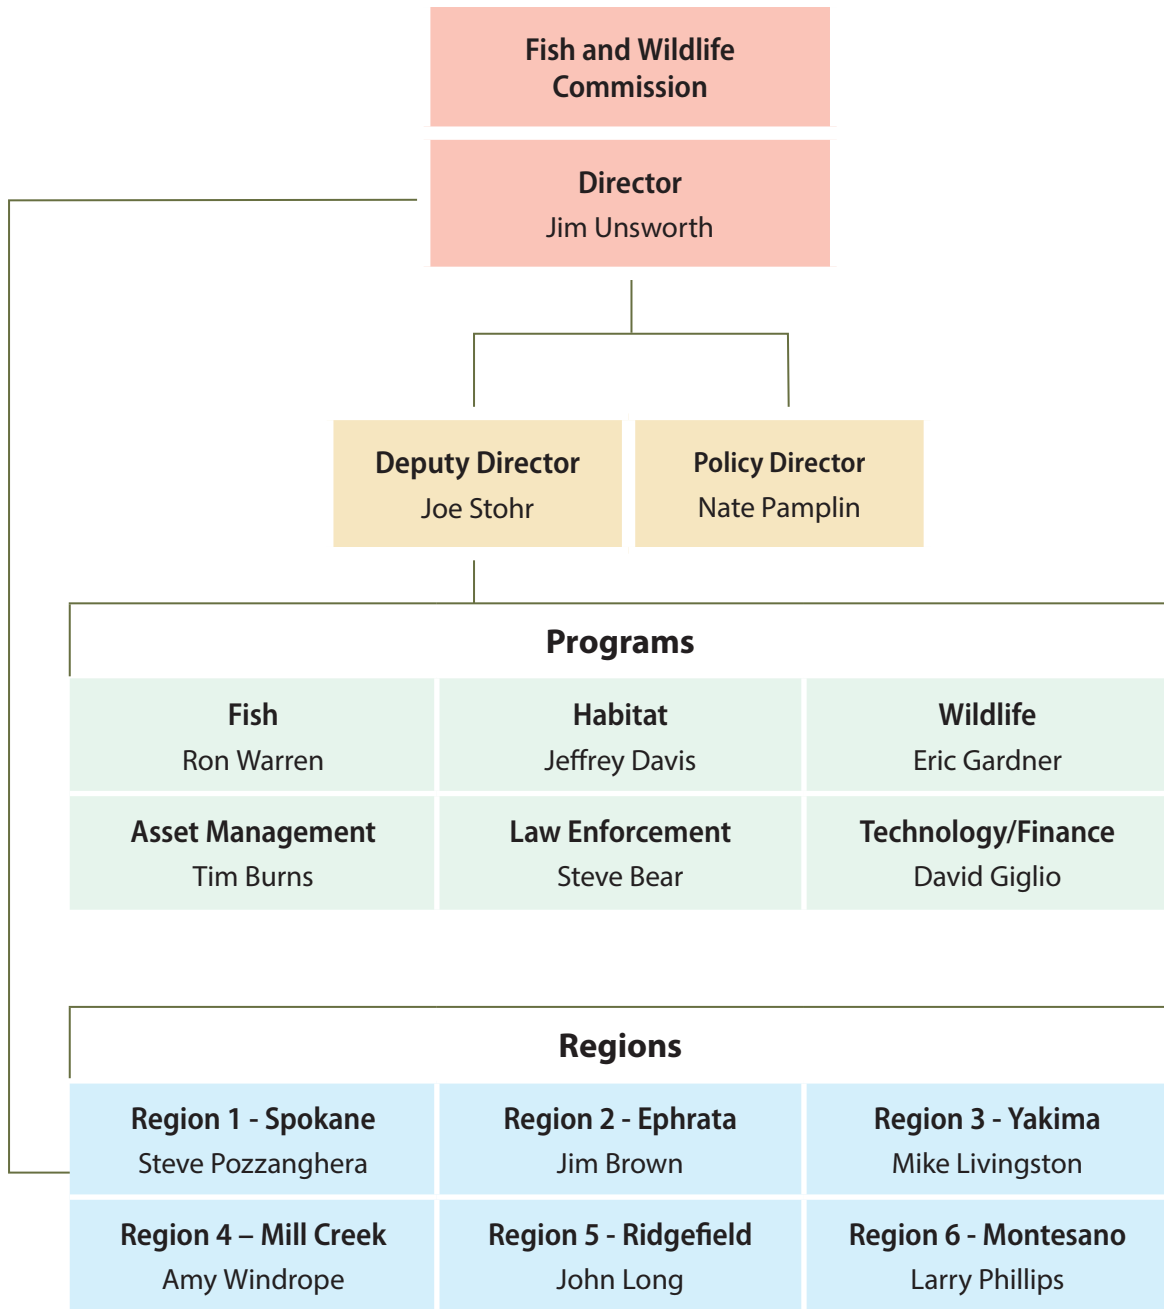 Fish and Wildlife
Commission
Director
Jim Unsworth
Deputy Director
Joe Stohr
Policy Director
Nate Pamplin
Programs
Fish
Ron Warren
Habitat
Jeffrey Davis
Wildlife
Eric Gardner
Asset Management
Tim Burns
Law Enforcement
Steve Bear
Technology/Finance
David Giglio
Regions
Region 1 - Spokane
Steve Pozzanghera
Region 2 - Ephrata
Jim Brown
Region 3 - Yakima
Mike Livingston
Region 4 – Mill Creek
Amy Windrope
Region 5 - Ridgefield
John Long
Region 6 - Montesano
Larry Phillips